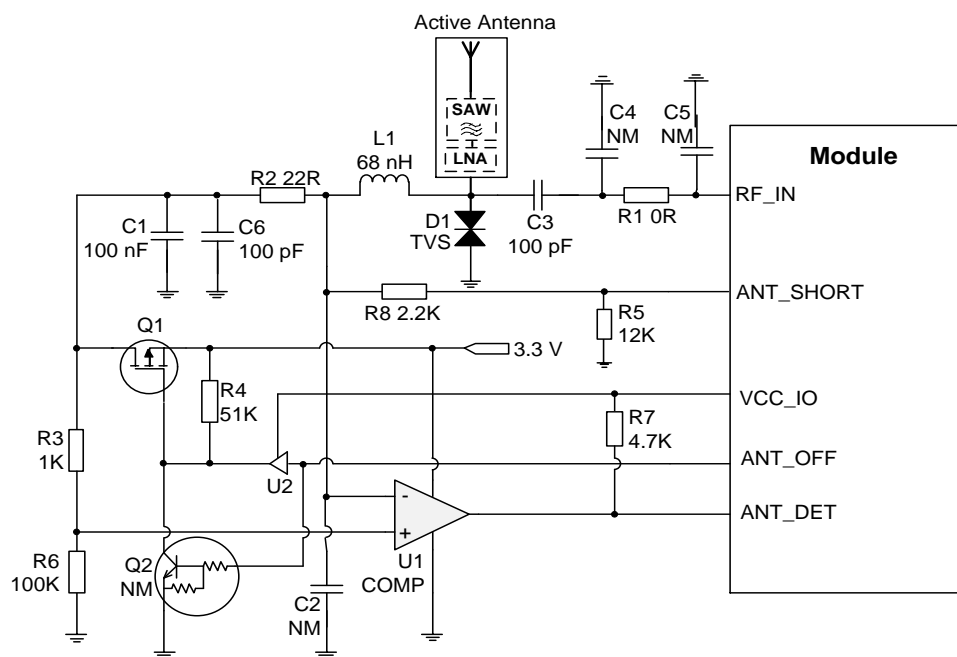 Active Antenna
SAW
LNA
C4
NM
C5
NM
Module
L1
68 nH
R2 22R
RF_IN
C1
100 nF
C6
100 pF
D1
TVS
C3
100 pF
R1 0R
ANT_SHORT
R8 2.2K
R5
12K
Q1
3.3 V
R4
51K
VCC_IO
R7
4.7K
R3
1K
U2
ANT_OFF
-
+
ANT_DET
U1
COMP
R6
100K
Q2
NM
C2
NM